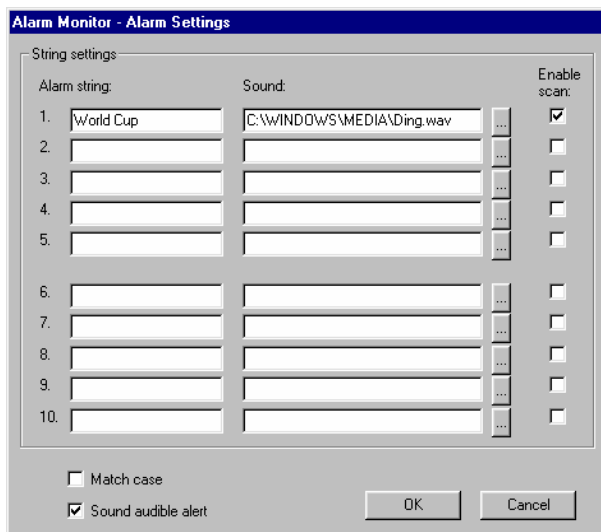 Alarm Monitor - Alarm Settings
String settings
Alarm string: Sound: Enable scan:
1. World Cup C:\WINDOWS\MEDIA\Ding.wav ...
2. ...
3. ...
4. ...
5. ...
6. ...
7. ...
8. ...
9. ...
10. ...
Match case
Sound audible alert OK Cancel